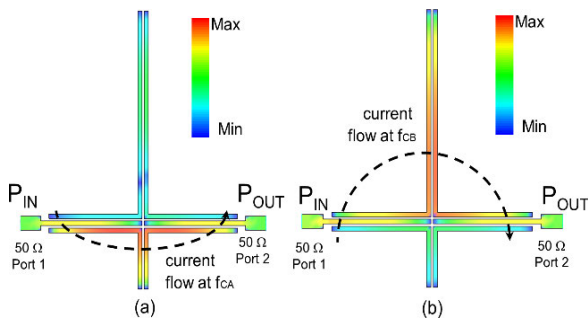 Max
Min
P_IN
P_OUT
50 Ω
Port 1
50 Ω
Port 2
current
flow at f_CA
(a)
Max
Min
current
flow at f_CB
P_IN
P_OUT
50 Ω
Port 1
50 Ω
Port 2
(b)